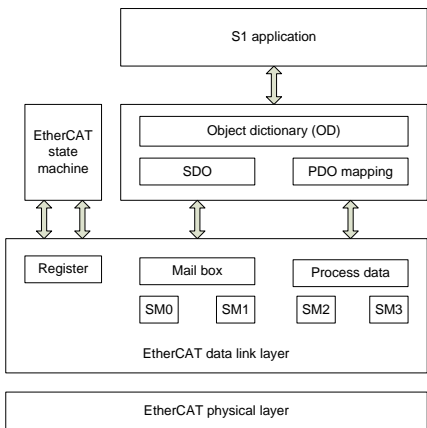 S1 application
EtherCAT
state
machine
Object dictionary (OD)
SDO
PDO mapping
Register
Mail box
Process data
SM0
SM1
SM2
SM3
EtherCAT data link layer
EtherCAT physical layer